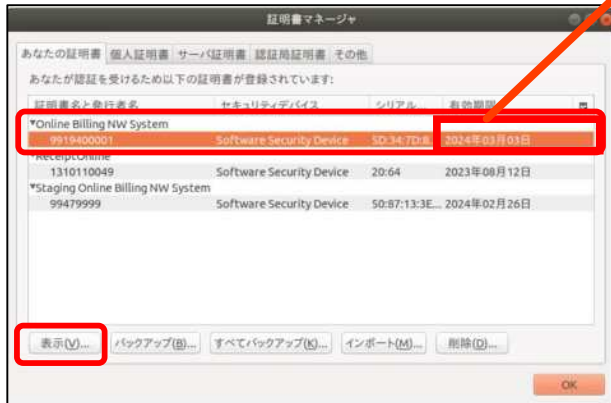 証明書マネージャ
あなたの証明書 個人証明書 サーバ証明書 認証局証明書 その他
あなたが認証を受けるため以下の証明書が登録されています:
証明書名と発行者名 セキュリティデバイス シリアル... 有効期限
▾Online Billing NW System
9919400001 Software Security Device 5D:34:7D:8... 2024年03月03日
▾ReceiptOnline
1310110049 Software Security Device 20:64 2023年08月12日
▾Staging Online Billing NW System
99479999 Software Security Device 50:87:13:3E... 2024年02月26日
表示(V)... バックアップ(B)... すべてバックアップ(K)... インポート(M)... 削除(D)...
OK